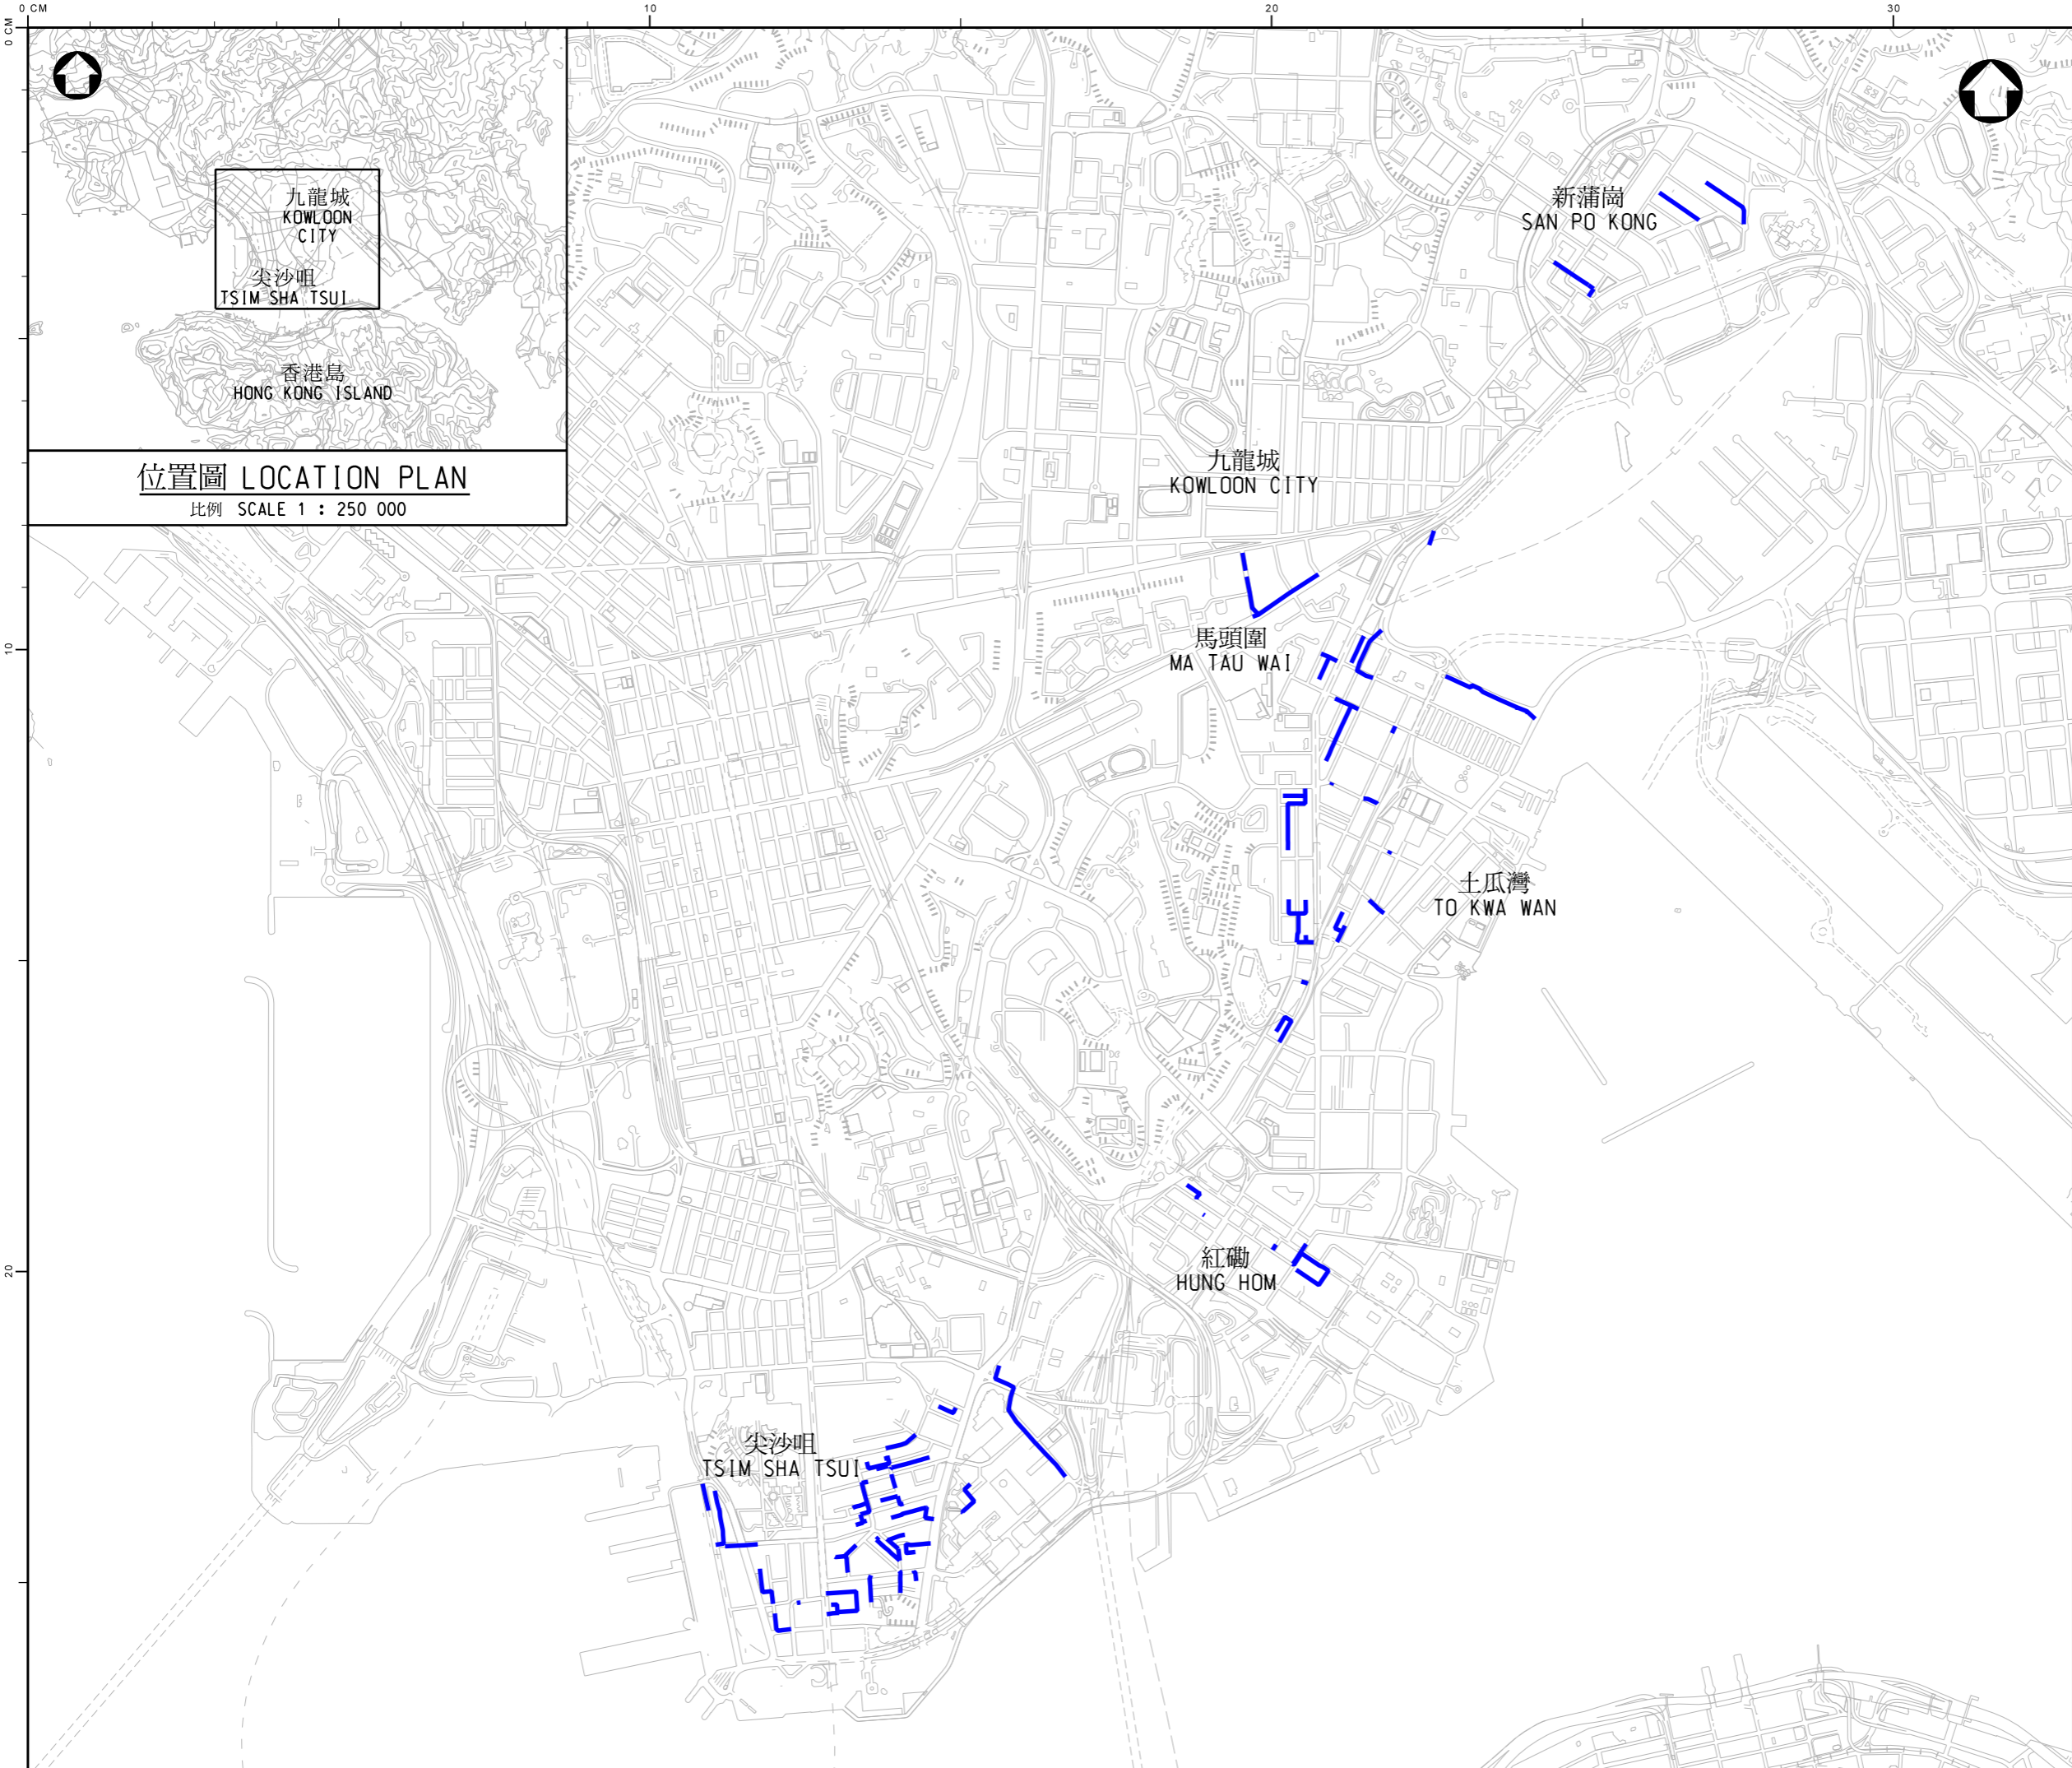 0 CM
10
20
30
0 CM
10
20
九龍城
KOWLOON
CITY
尖沙咀
TSIM SHA TSUI
香港島
HONG KONG ISLAND
位置圖 LOCATION PLAN
比例 SCALE 1 : 250 000
新蒲崗
SAN PO KONG
九龍城
KOWLOON CITY
馬頭圍
MA TAU WAI
土瓜灣
TO KWA WAN
紅磡
HUNG HOM
尖沙咀
TSIM SHA TSUI